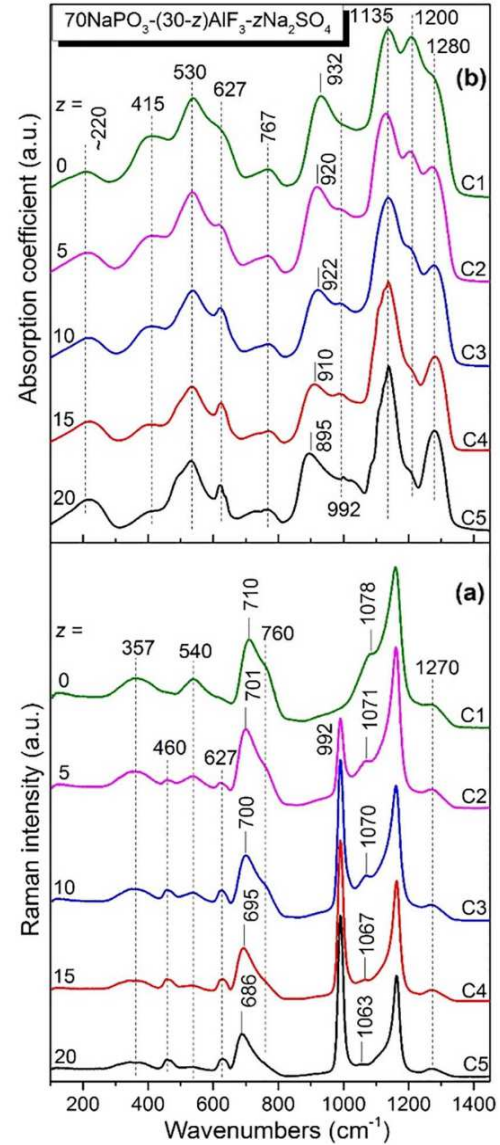 70NaPO₃-(30-z)AlF₃-zNa₂SO₄
(b)
z =
~220
415
530
627
767
932
1135
1200
1280
0
C1
920
5
C2
922
10
C3
910
15
C4
895
992
20
C5
Absorption coefficient (a.u.)
(a)
z =
357
540
710
760
1078
1270
0
C1
460
627
701
992
1071
5
C2
700
1070
10
C3
695
1067
15
C4
686
1063
20
C5
Raman intensity (a.u.)
200 400 600 800 1000 1200 1400
Wavenumbers (cm⁻¹)